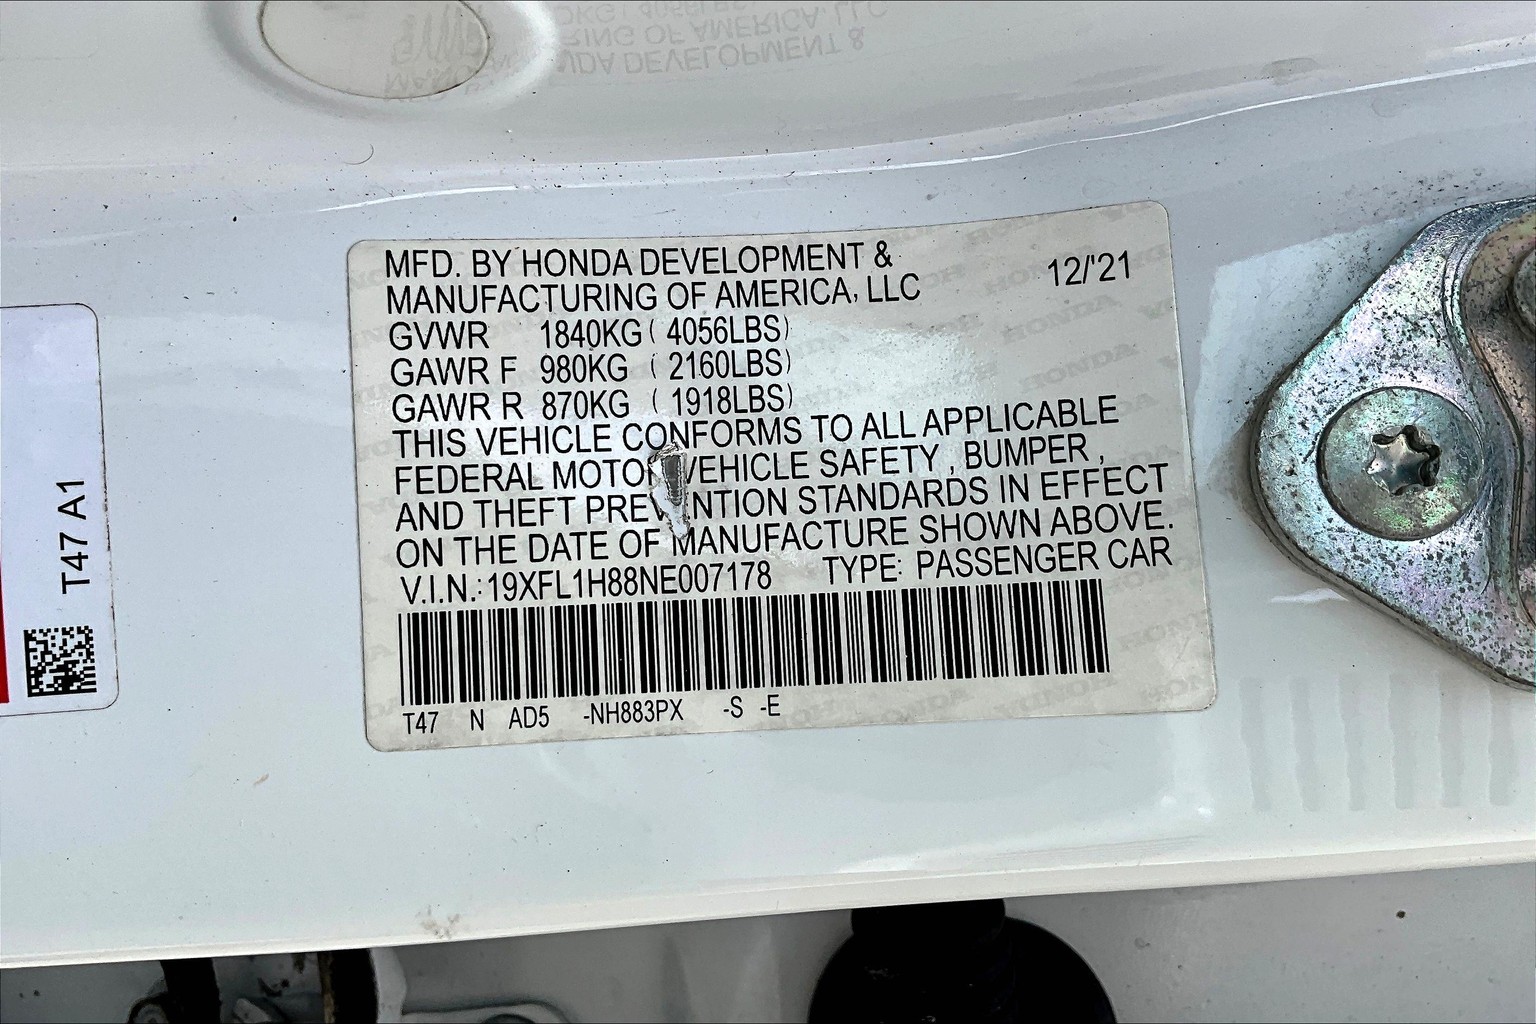 MFD. BY HONDA DEVELOPMENT &
MANUFACTURING OF AMERICA, LLC
12/'21
GVWR 1840KG ( 4056LBS)
GAWR F 980KG ( 2160LBS)
GAWR R 870KG ( 1918LBS)
THIS VEHICLE CONFORMS TO ALL APPLICABLE
FEDERAL MOTOR VEHICLE SAFETY , BUMPER ,
AND THEFT PREVENTION STANDARDS IN EFFECT
ON THE DATE OF MANUFACTURE SHOWN ABOVE.
V.I.N.: 19XFL1H88NE007178 TYPE: PASSENGER CAR
T47 N AD5 -NH883PX -S -E
T47 A1